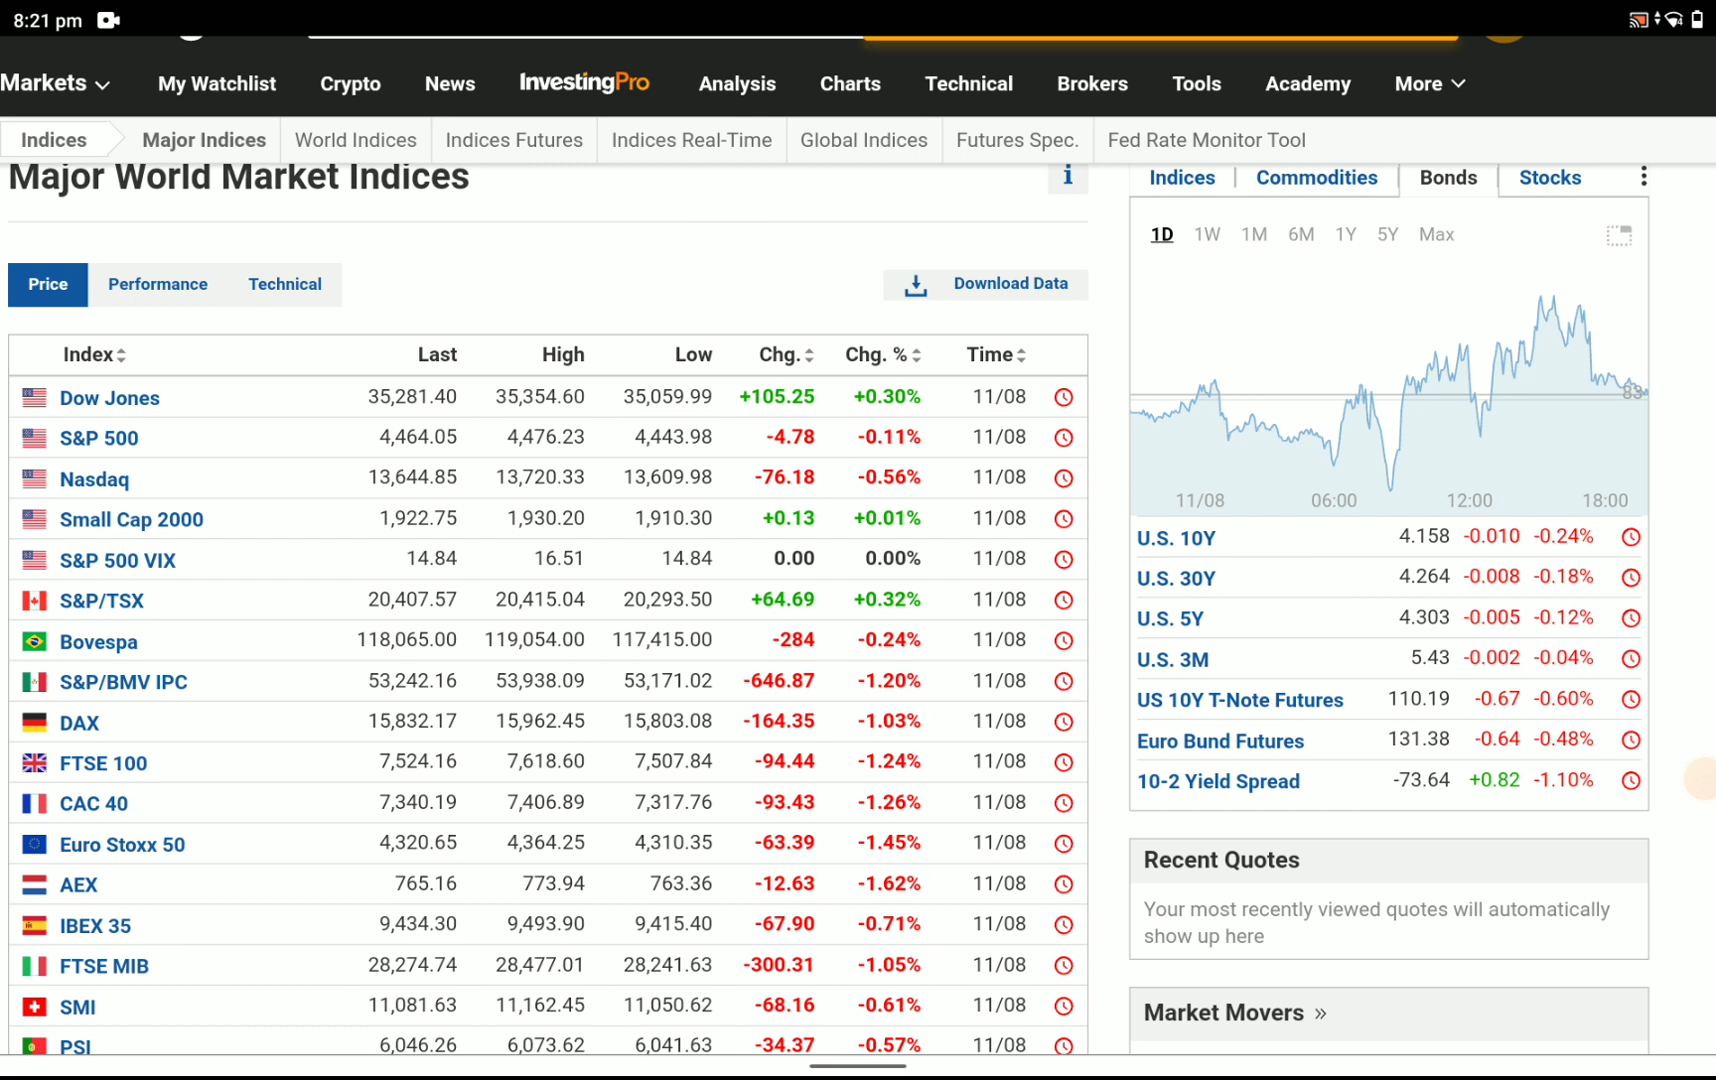 8:21 pm
Markets My Watchlist Crypto News InvestingPro Analysis Charts Technical Brokers Tools Academy More
Indices Major Indices World Indices Indices Futures Indices Real-Time Global Indices Futures Spec. Fed Rate Monitor Tool
Major World Market Indices
i
Price Performance Technical
Download Data
Index Last High Low Chg. Chg. % Time
Dow Jones 35,281.40 35,354.60 35,059.99 +105.25 +0.30% 11/08
S&P 500 4,464.05 4,476.23 4,443.98 -4.78 -0.11% 11/08
Nasdaq 13,644.85 13,720.33 13,609.98 -76.18 -0.56% 11/08
Small Cap 2000 1,922.75 1,930.20 1,910.30 +0.13 +0.01% 11/08
S&P 500 VIX 14.84 16.51 14.84 0.00 0.00% 11/08
S&P/TSX 20,407.57 20,415.04 20,293.50 +64.69 +0.32% 11/08
Bovespa 118,065.00 119,054.00 117,415.00 -284 -0.24% 11/08
S&P/BMV IPC 53,242.16 53,938.09 53,171.02 -646.87 -1.20% 11/08
DAX 15,832.17 15,962.45 15,803.08 -164.35 -1.03% 11/08
FTSE 100 7,524.16 7,618.60 7,507.84 -94.44 -1.24% 11/08
CAC 40 7,340.19 7,406.89 7,317.76 -93.43 -1.26% 11/08
Euro Stoxx 50 4,320.65 4,364.25 4,310.35 -63.39 -1.45% 11/08
AEX 765.16 773.94 763.36 -12.63 -1.62% 11/08
IBEX 35 9,434.30 9,493.90 9,415.40 -67.90 -0.71% 11/08
FTSE MIB 28,274.74 28,477.01 28,241.63 -300.31 -1.05% 11/08
SMI 11,081.63 11,162.45 11,050.62 -68.16 -0.61% 11/08
PSI 6,046.26 6,073.62 6,041.63 -34.37 -0.57% 11/08
Indices Commodities Bonds Stocks
1D 1W 1M 6M 1Y 5Y Max
83
11/08 06:00 12:00 18:00
U.S. 10Y 4.158 -0.010 -0.24%
U.S. 30Y 4.264 -0.008 -0.18%
U.S. 5Y 4.303 -0.005 -0.12%
U.S. 3M 5.43 -0.002 -0.04%
US 10Y T-Note Futures 110.19 -0.67 -0.60%
Euro Bund Futures 131.38 -0.64 -0.48%
10-2 Yield Spread -73.64 +0.82 -1.10%
Recent Quotes
Your most recently viewed quotes will automatically
show up here
Market Movers »